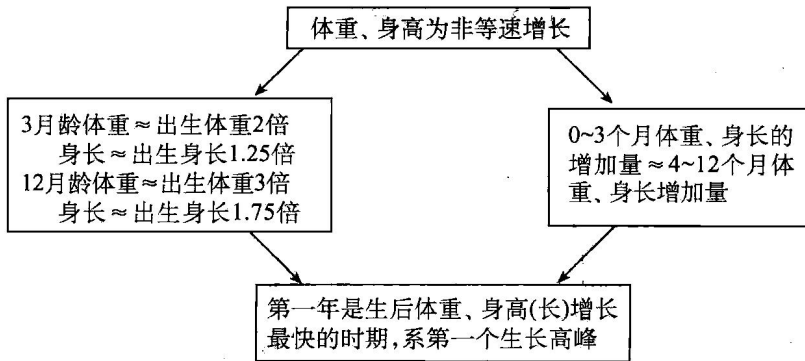 体重、身高为非等速增长
3月龄体重≈出生体重2倍
身长≈出生身长1.25倍
12月龄体重≈出生体重3倍
身长≈出生身长1.75倍
0~3个月体重、身长的
增加量≈4~12个月体
重、身长增加量
第一年是生后体重、身高(长)增长
最快的时期,系第一个生长高峰